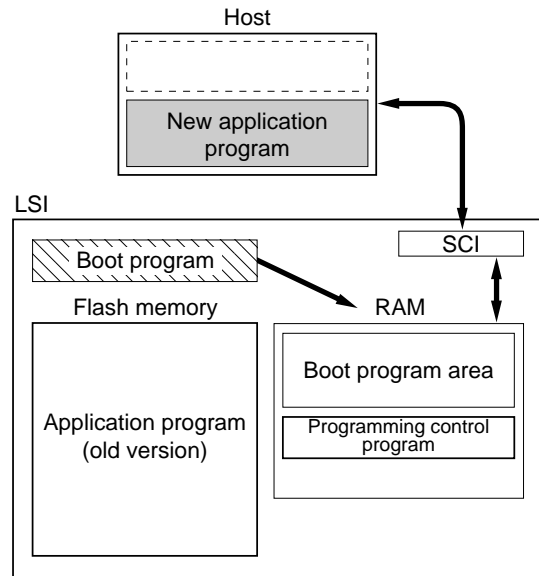 Host
New application
program
LSI
SCI
Boot program
Flash memory
RAM
Boot program area
Application program
(old version)
Programming control
program